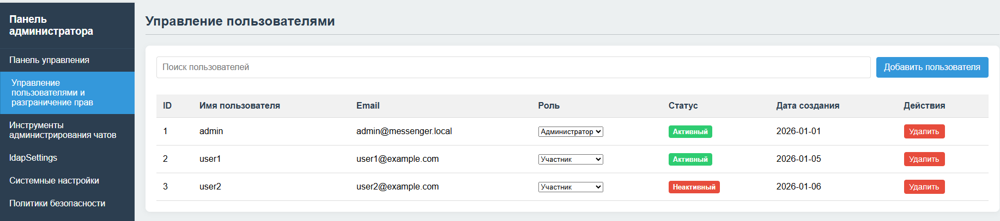 Панель
администратора
Панель управления
Управление
пользователями и
разграничение прав
Инструменты
администрирования чатов
ldapSettings
Системные настройки
Политики безопасности
Управление пользователями
Поиск пользователей
Добавить пользователя
ID Имя пользователя Email Роль Статус Дата создания Действия
1 admin admin@messenger.local Администратор Активный 2026-01-01 Удалить
2 user1 user1@example.com Участник Активный 2026-01-05 Удалить
3 user2 user2@example.com Участник Неактивный 2026-01-06 Удалить